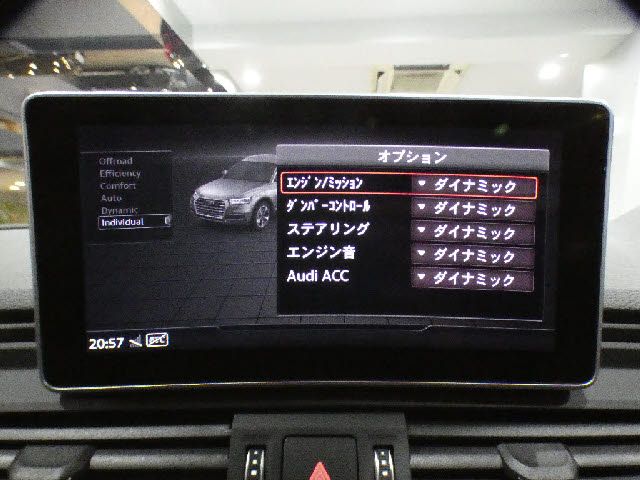 オプション
Offroad
Efficiency
Comfort
Auto
Dynamic
Individual
ｴﾝｼﾞﾝ/ﾐｯｼｮﾝ ダイナミック
ﾀﾞﾝﾊﾟｰｺﾝﾄﾛｰﾙ ダイナミック
ステアリング ダイナミック
エンジン音 ダイナミック
Audi ACC ダイナミック
20:57